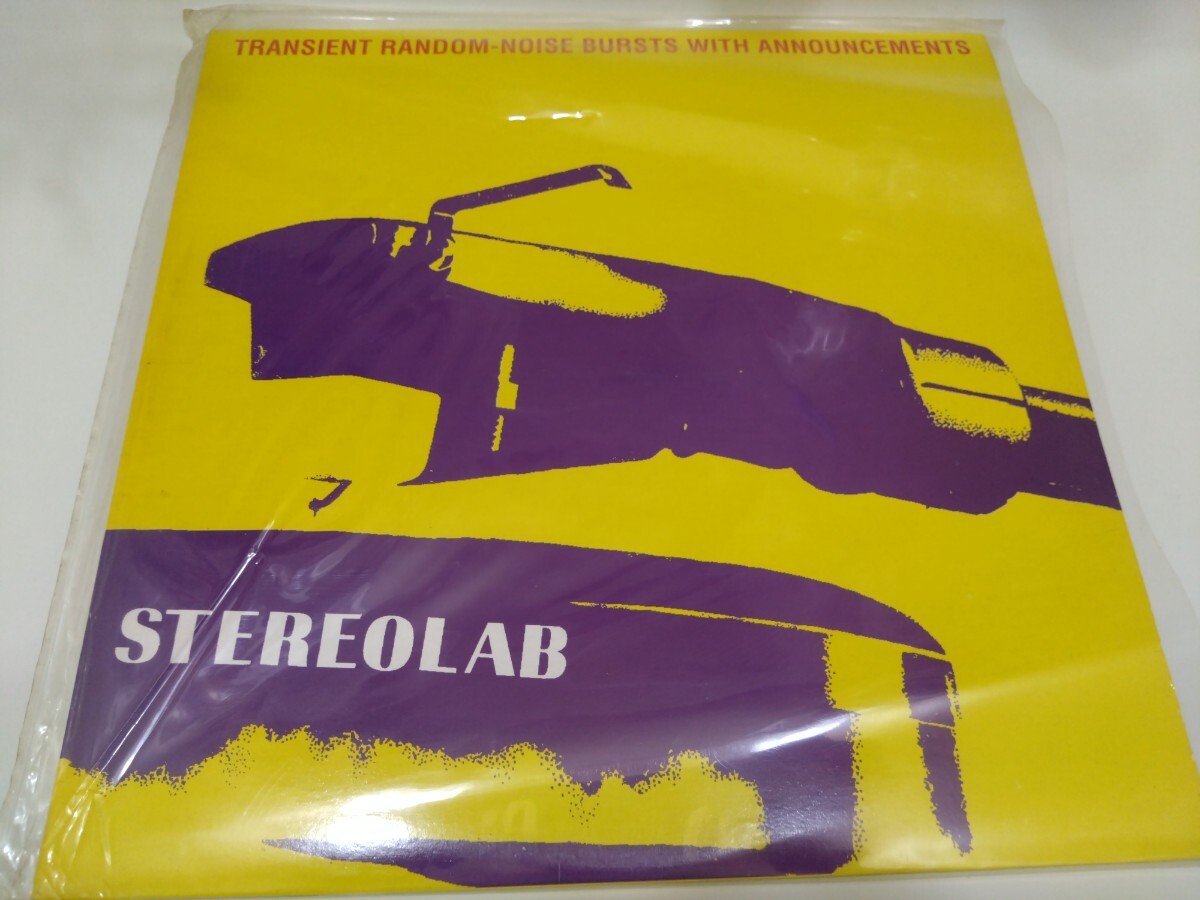 TRANSIENT RANDOM-NOISE BURSTS WITH ANNOUNCEMENTS
STEREOLAB